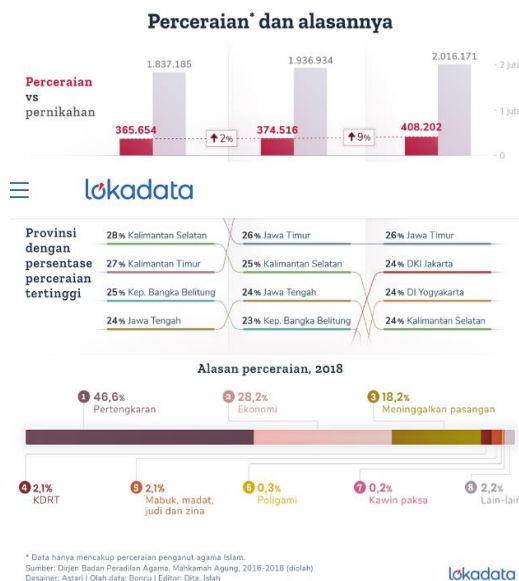 Perceraian* dan alasannya
1.837.185
1.936.934
2.016.171
2 juta
Perceraian
vs
pernikahan
1 juta
365.654
2%
374.516
9%
408.202
0
lokadata
Provinsi
dengan
persentase
perceraian
tertinggi
28% Kalimantan Selatan
26% Jawa Timur
26% Jawa Timur
27% Kalimantan Timur
25% Kalimantan Selatan
24% DKI Jakarta
25% Kep. Bangka Belitung
24% Jawa Tengah
24% DI Yogyakarta
24% Jawa Tengah
23% Kep. Bangka Belitung
24% Kalimantan Selatan
Alasan perceraian, 2018
1 46,6%
Pertengkaran
2 28,2%
Ekonomi
3 18,2%
Meninggalkan pasangan
4 2,1%
KDRT
5 2,1%
Mabuk, madat,
judi dan zina
6 0,3%
Poligami
7 0,2%
Kawin paksa
8 2,2%
Lain-lain
* Data hanya mencakup perceraian penganut agama Islam.
Sumber: Dirjen Badan Peradilan Agama, Mahkamah Agung, 2016-2018 (diolah)
Desainer: Astari | Olah data: Boncu | Editor: Dita, Islah
lokadata